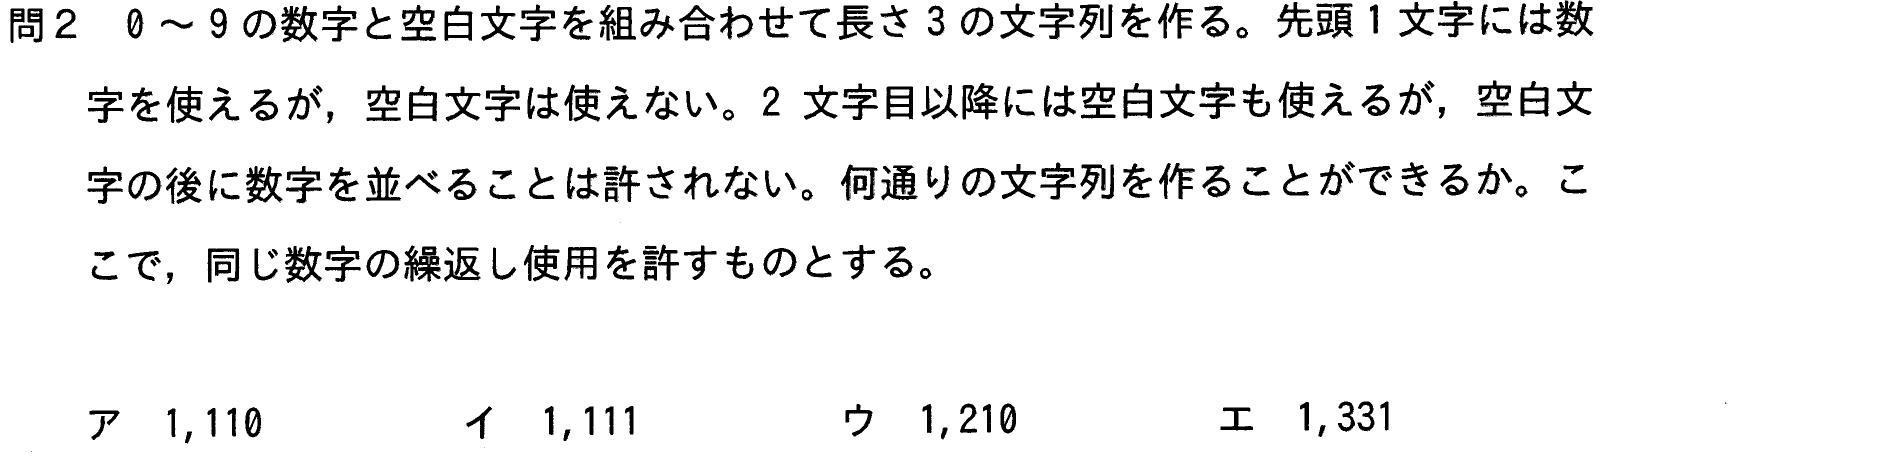 問2 0～9の数字と空白文字を組み合わせて長さ3の文字列を作る。先頭1文字には数
字を使えるが，空白文字は使えない。2 文字目以降には空白文字も使えるが，空白文
字の後に数字を並べることは許されない。何通りの文字列を作ることができるか。こ
こで，同じ数字の繰返し使用を許すものとする。
ア 1,110 イ 1,111 ウ 1,210 エ 1,331